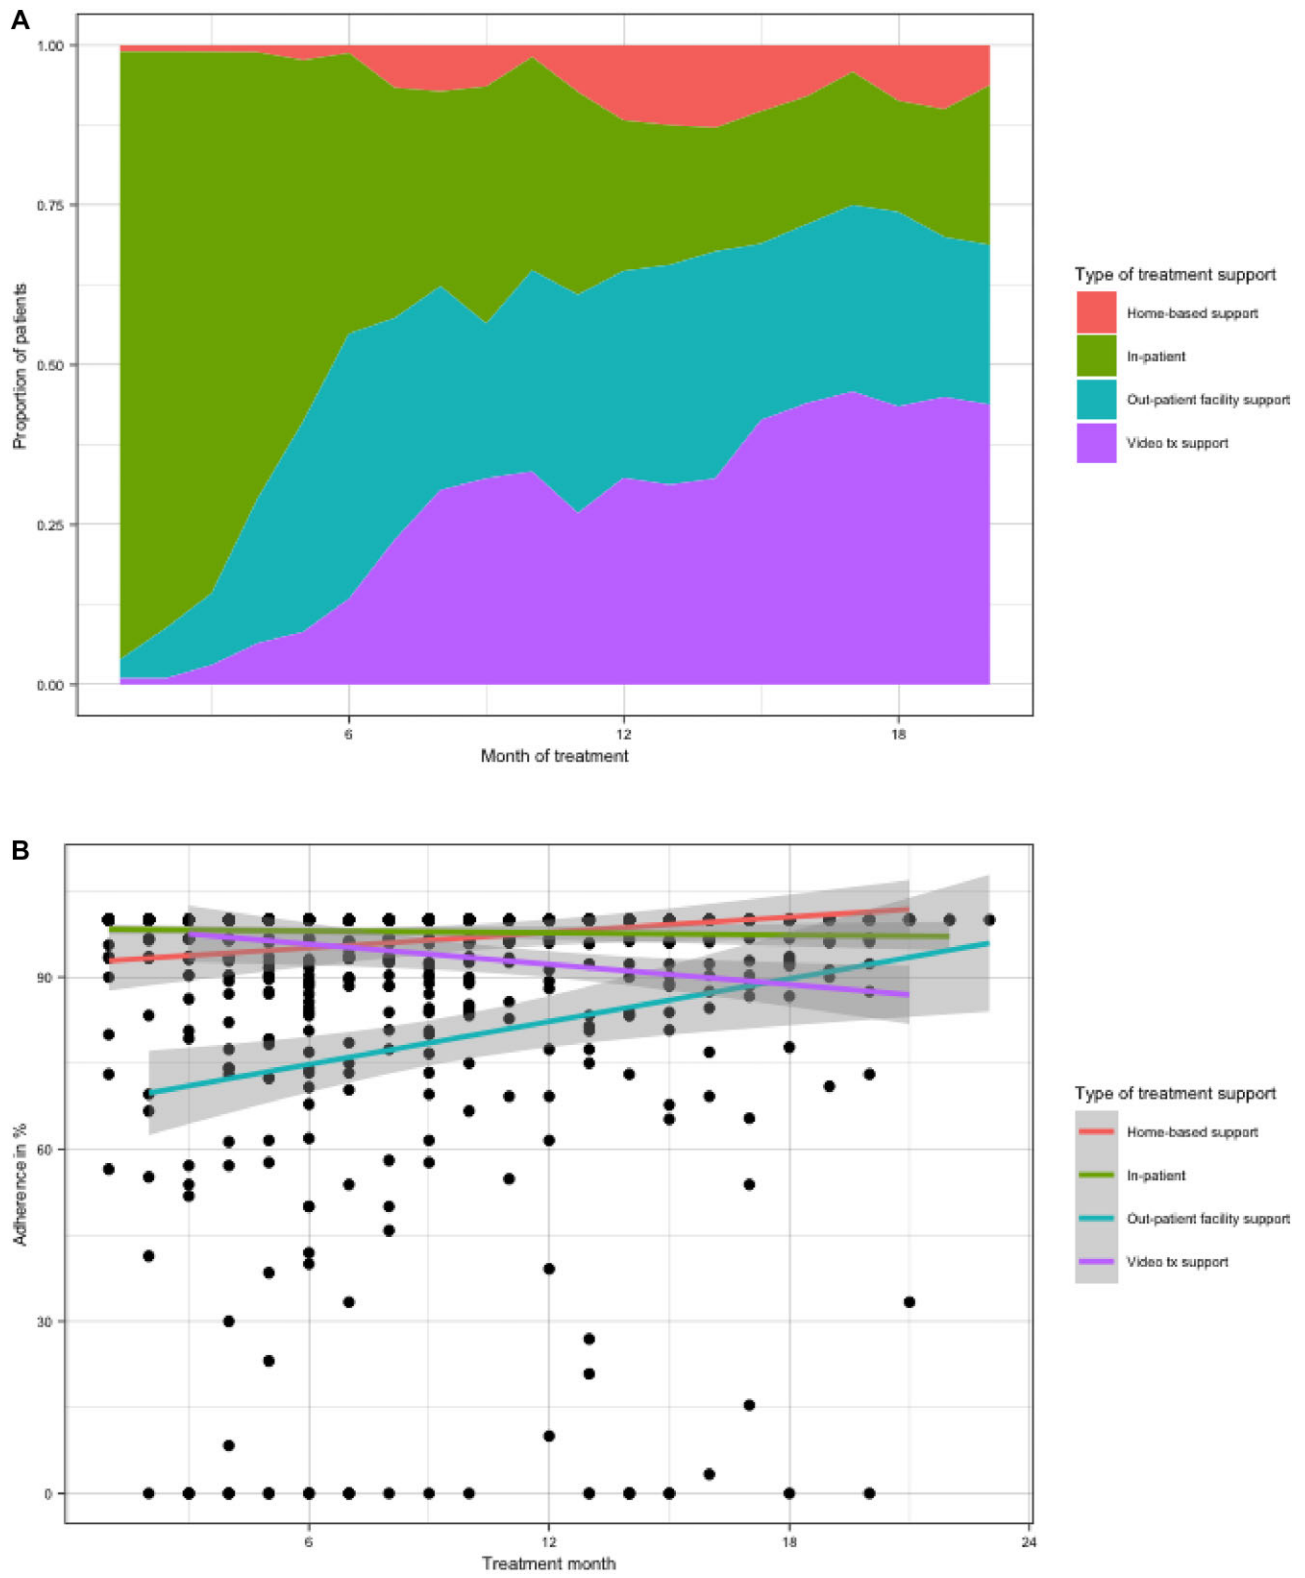 A
1.00
0.75
0.50
0.25
0.00
Proportion of patients
6 12 18
Month of treatment
Type of treatment support
Home-based support
In-patient
Out-patient facility support
Video tx support
B
90
60
30
0
Adherence in %
6 12 18 24
Treatment month
Type of treatment support
Home-based support
In-patient
Out-patient facility support
Video tx support